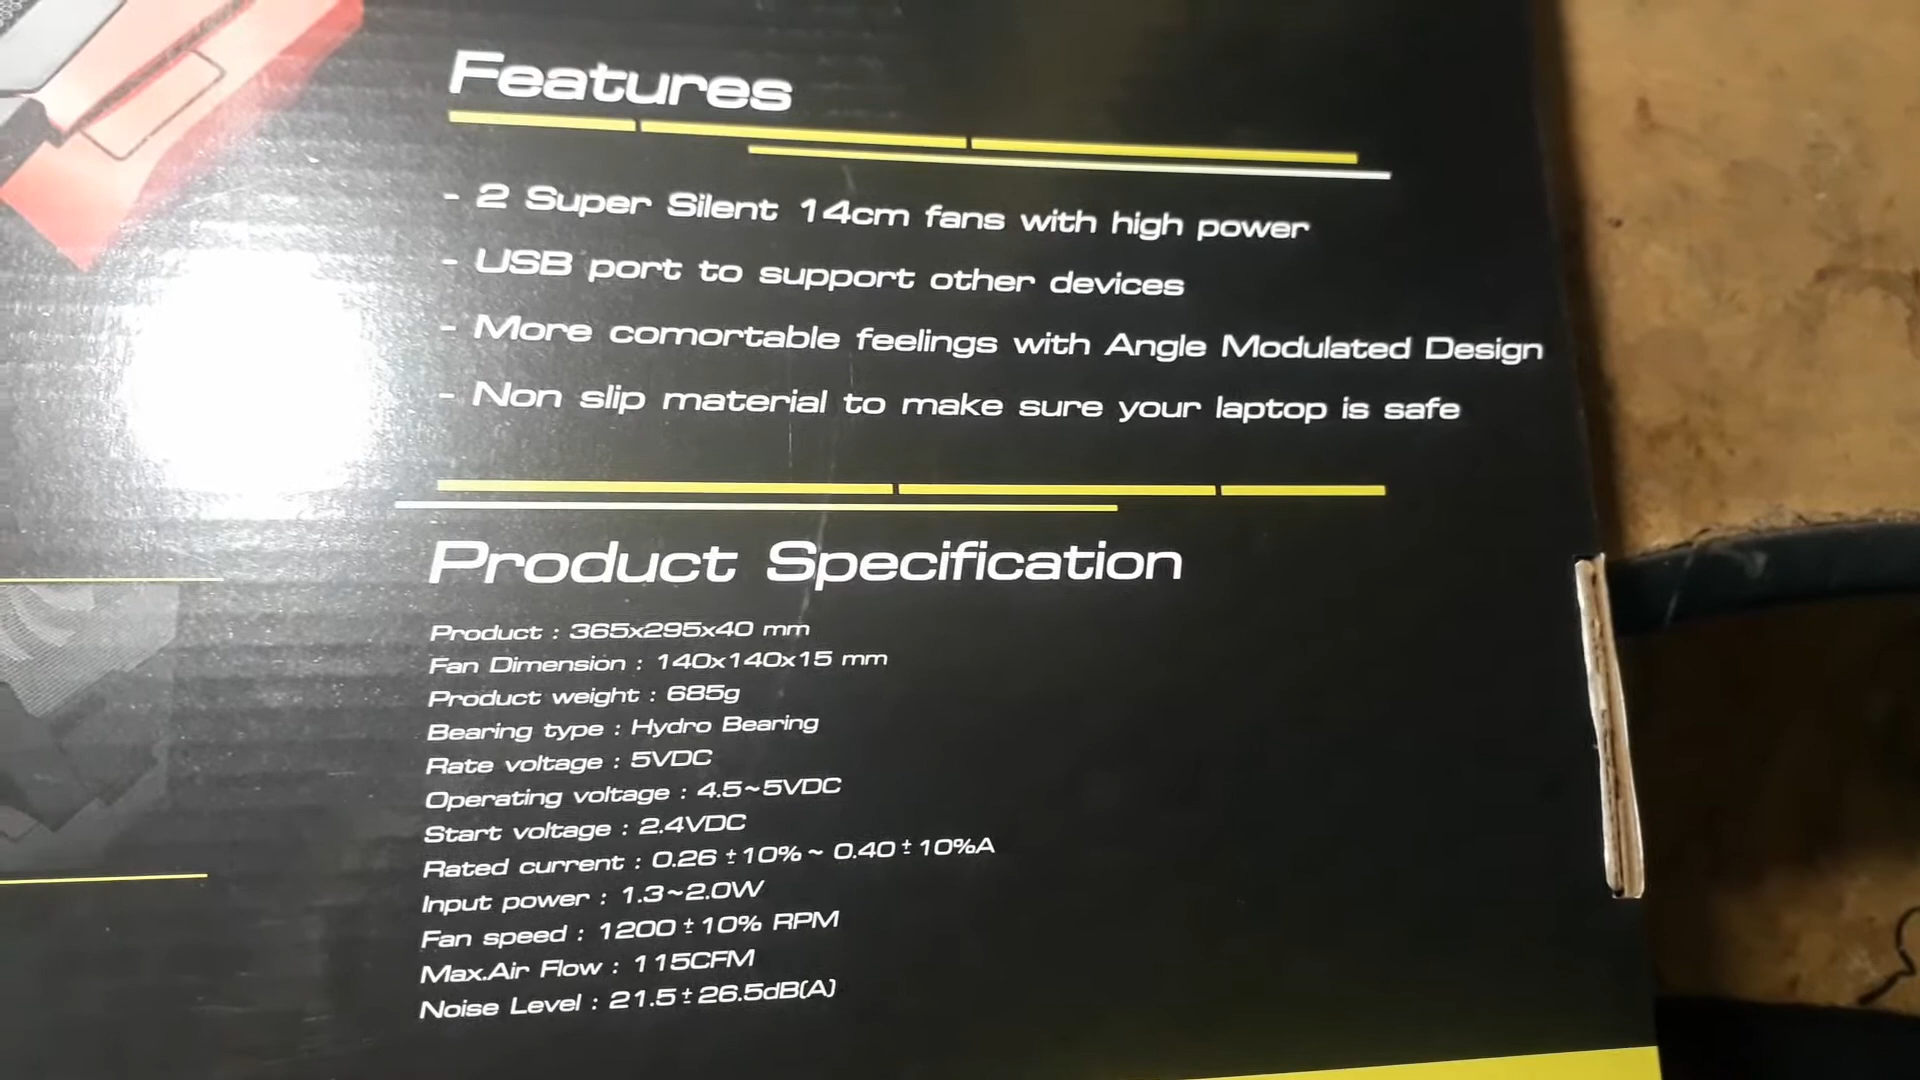 Features
- 2 Super Silent 14cm fans with high power
- USB port to support other devices
- More comortable feelings with Angle Modulated Design
- Non slip material to make sure your laptop is safe
Product Specification
Product : 365x295x40 mm
Fan Dimension : 140x140x15 mm
Product weight : 685g
Bearing type : Hydro Bearing
Rate voltage : 5VDC
Operating voltage : 4.5~5VDC
Start voltage : 2.4VDC
Rated current : 0.26 ±10% ~ 0.40 ±10%A
Input power : 1.3~2.0W
Fan speed : 1200 ±10% RPM
Max.Air Flow : 115CFM
Noise Level : 21.5±26.5dB(A)